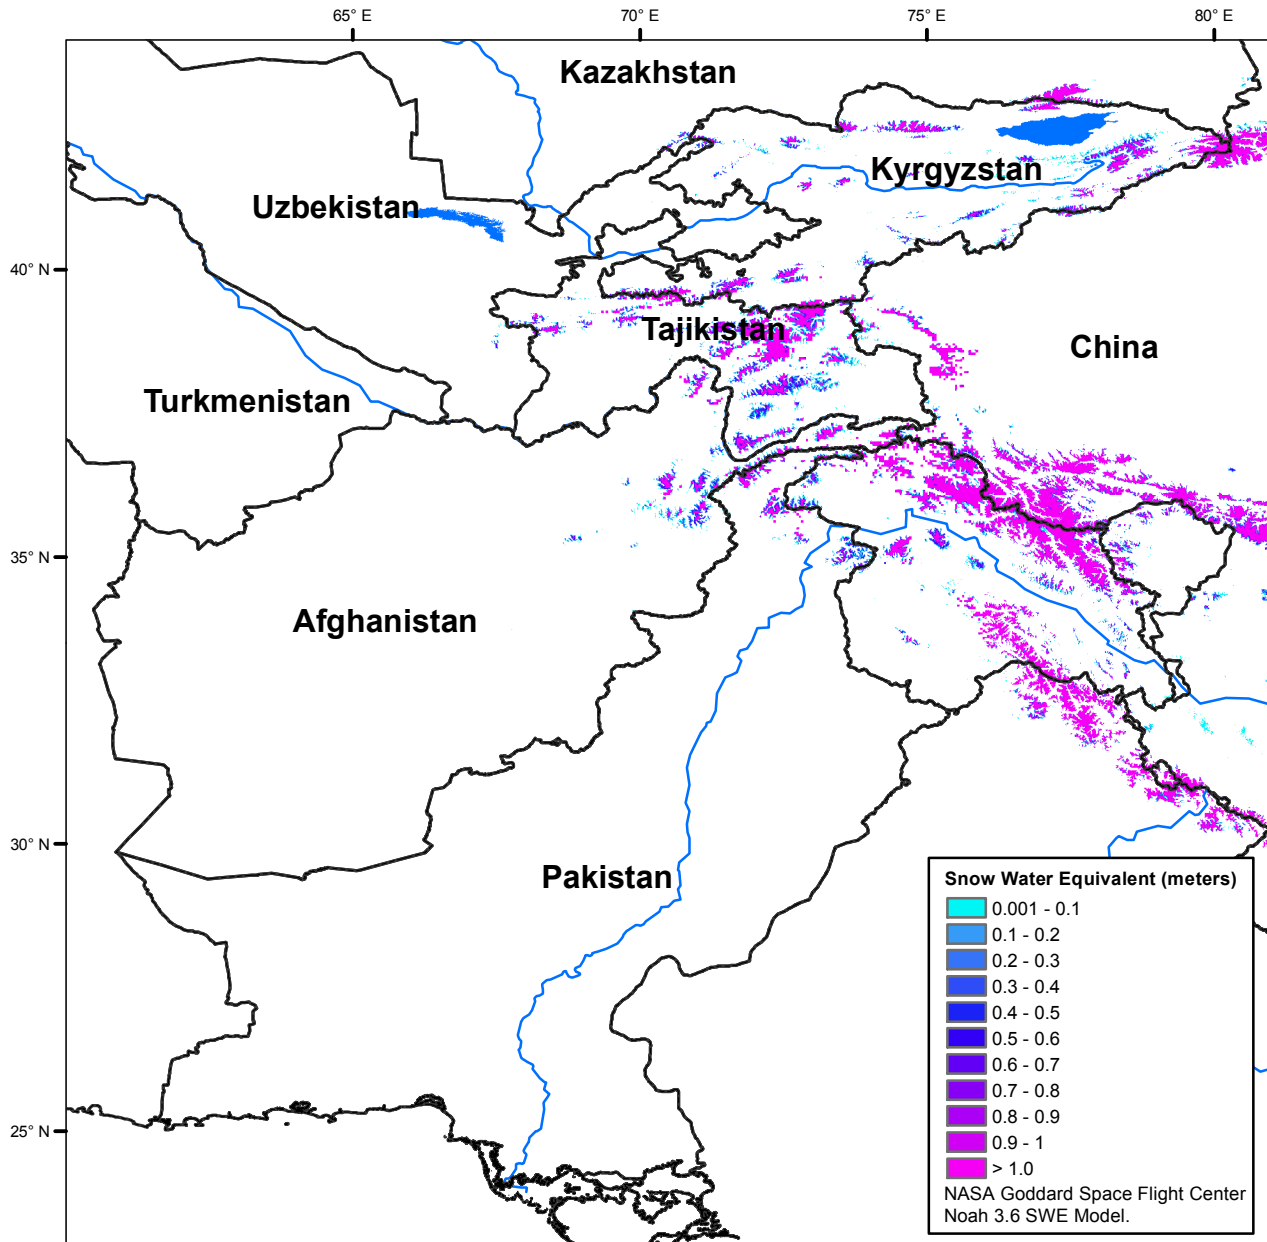 65° E
70° E
75° E
80° E
Kazakhstan
Kyrgyzstan
Uzbekistan
40° N
Tajikistan
China
Turkmenistan
35° N
Afghanistan
30° N
Pakistan
25° N
Snow Water Equivalent (meters)
0.001 - 0.1
0.1 - 0.2
0.2 - 0.3
0.3 - 0.4
0.4 - 0.5
0.5 - 0.6
0.6 - 0.7
0.7 - 0.8
0.8 - 0.9
0.9 - 1
> 1.0
NASA Goddard Space Flight Center
Noah 3.6 SWE Model.